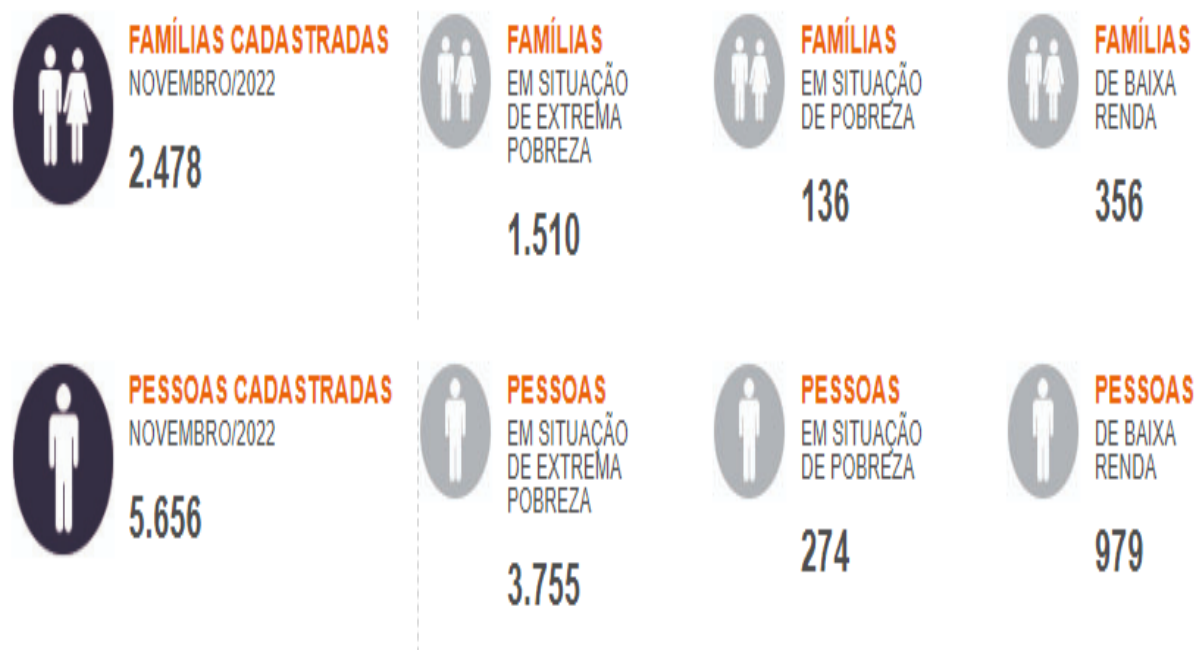 FAMÍLIAS CADASTRADAS
NOVEMBRO/2022
2.478
FAMÍLIAS
EM SITUAÇÃO
DE EXTREMA
POBREZA
1.510
FAMÍLIAS
EM SITUAÇÃO
DE POBREZA
136
FAMÍLIAS
DE BAIXA
RENDA
356
PESSOAS CADASTRADAS
NOVEMBRO/2022
5.656
PESSOAS
EM SITUAÇÃO
DE EXTREMA
POBREZA
3.755
PESSOAS
EM SITUAÇÃO
DE POBREZA
274
PESSOAS
DE BAIXA
RENDA
979